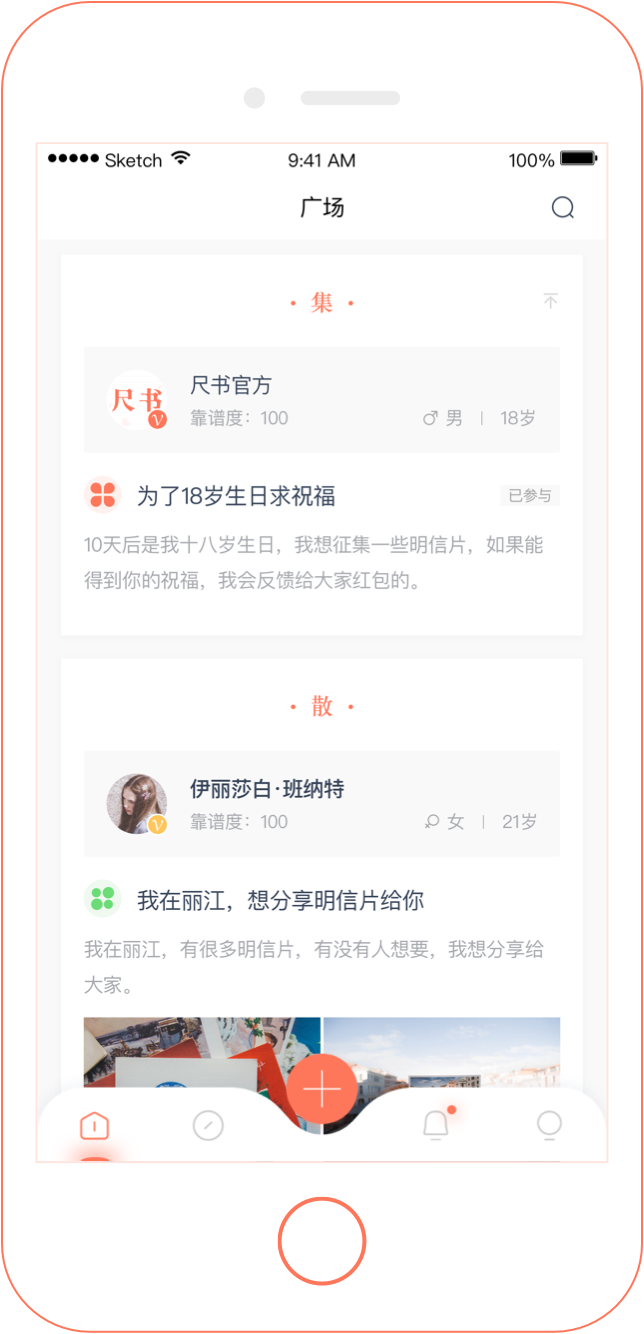 Sketch 9:41 AM 100%
广场
· 集 ·
尺书
V
尺书官方
靠谱度：100 男 18岁
为了18岁生日求祝福 已参与
10天后是我十八岁生日，我想征集一些明信片，如果能
得到你的祝福，我会反馈给大家红包的。
· 散 ·
V
伊丽莎白·班纳特
靠谱度：100 女 21岁
我在丽江，想分享明信片给你
我在丽江，有很多明信片，有没有人想要，我想分享给
大家。